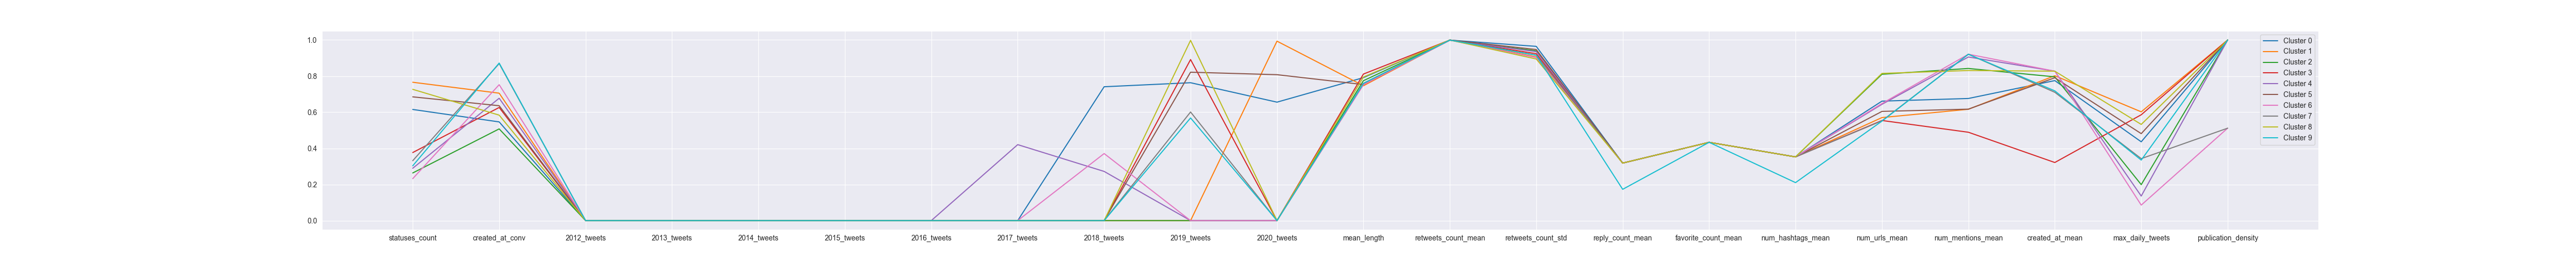 1.0
0.8
0.6
0.4
0.2
0.0
statuses_count created_at_conv 2012_tweets 2013_tweets 2014_tweets 2015_tweets 2016_tweets 2017_tweets 2018_tweets 2019_tweets 2020_tweets mean_length retweets_count_mean retweets_count_std reply_count_mean favorite_count_mean num_hashtags_mean num_urls_mean num_mentions_mean created_at_mean max_daily_tweets publication_density
Cluster 0
Cluster 1
Cluster 2
Cluster 3
Cluster 4
Cluster 5
Cluster 6
Cluster 7
Cluster 8
Cluster 9